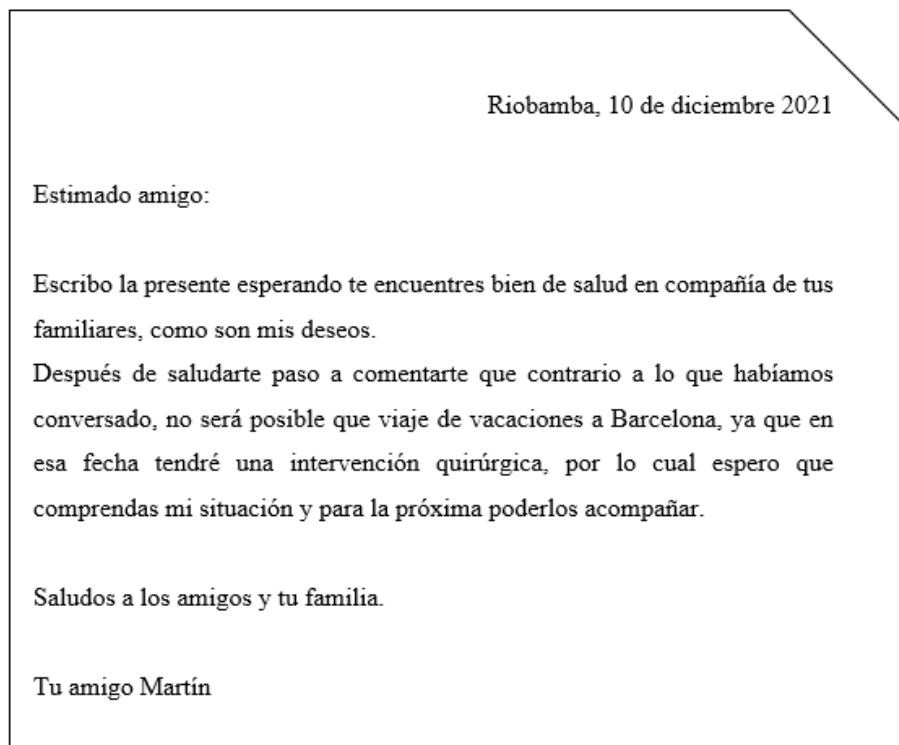 Riobamba, 10 de diciembre 2021
Estimado amigo:
Escribo la presente esperando te encuentres bien de salud en compañía de tus
familiares, como son mis deseos.
Después de saludarte paso a comentarte que contrario a lo que habíamos
conversado, no será posible que viaje de vacaciones a Barcelona, ya que en
esa fecha tendré una intervención quirúrgica, por lo cual espero que
comprendas mi situación y para la próxima poderlos acompañar.
Saludos a los amigos y tu familia.
Tu amigo Martín